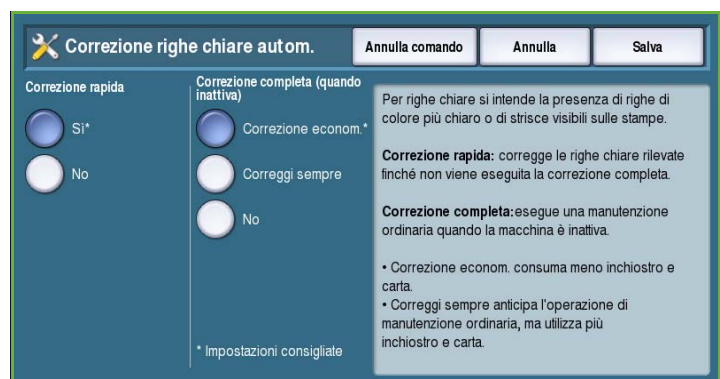 Correzione righe chiare autom.
Annulla comando
Annulla
Salva
Correzione rapida
Sì*
No
Correzione completa (quando
inattiva)
Correzione econom.*
Correggi sempre
No
* Impostazioni consigliate
Per righe chiare si intende la presenza di righe di
colore più chiaro o di strisce visibili sulle stampe.
Correzione rapida: corregge le righe chiare rilevate
finché non viene eseguita la correzione completa.
Correzione completa:esegue una manutenzione
ordinaria quando la macchina è inattiva.
• Correzione econom. consuma meno inchiostro e
carta.
• Correggi sempre anticipa l'operazione di
manutenzione ordinaria, ma utilizza più
inchiostro e carta.